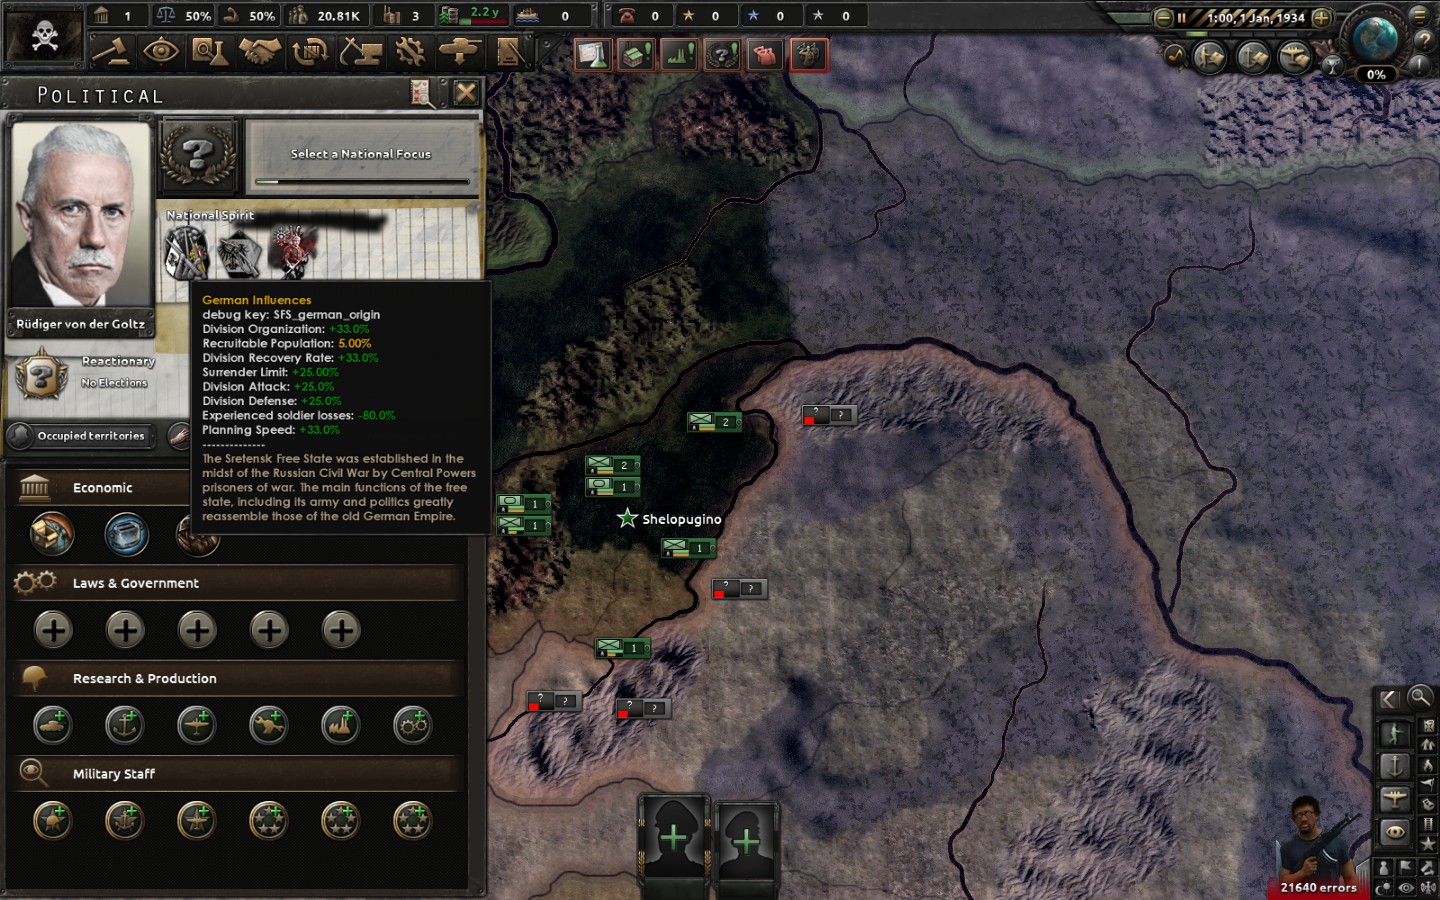 1
50%
50%
20.81K
3
2.2 y
0
0
0
0
0
1:00, 1 Jan, 1934
0%
POLITICAL
Select a National Focus
National Spirit
Rüdiger von der Goltz
Reactionary
No Elections
Occupied territories
German Influences
debug key: SFS_german_origin
Division Organization: +33.0%
Recruitable Population: 5.00%
Division Recovery Rate: +33.0%
Surrender Limit: +25.00%
Division Attack: +25.0%
Division Defense: +25.0%
Experienced soldier losses: -80.0%
Planning Speed: +33.0%
--------------
The Sretensk Free State was established in the
midst of the Russian Civil War by Central Powers
prisoners of war. The main functions of the free
state, including its army and politics greatly
reassemble those of the old German Empire.
Economic
Laws & Government
Research & Production
Military Staff
2
? ?
2
1
1
1
Shelopugino
1
? ?
1
? ?
? ?
21640 errors